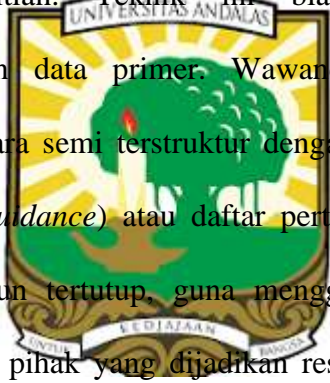 UNIVERSITAS ANDALAS
data primer. Wawan
ara semi terstruktur denga
uidance) atau daftar pert
un tertutup, guna mengg
UNTUK KEDJAJAAN BANGSA
pihak yang dijadikan res